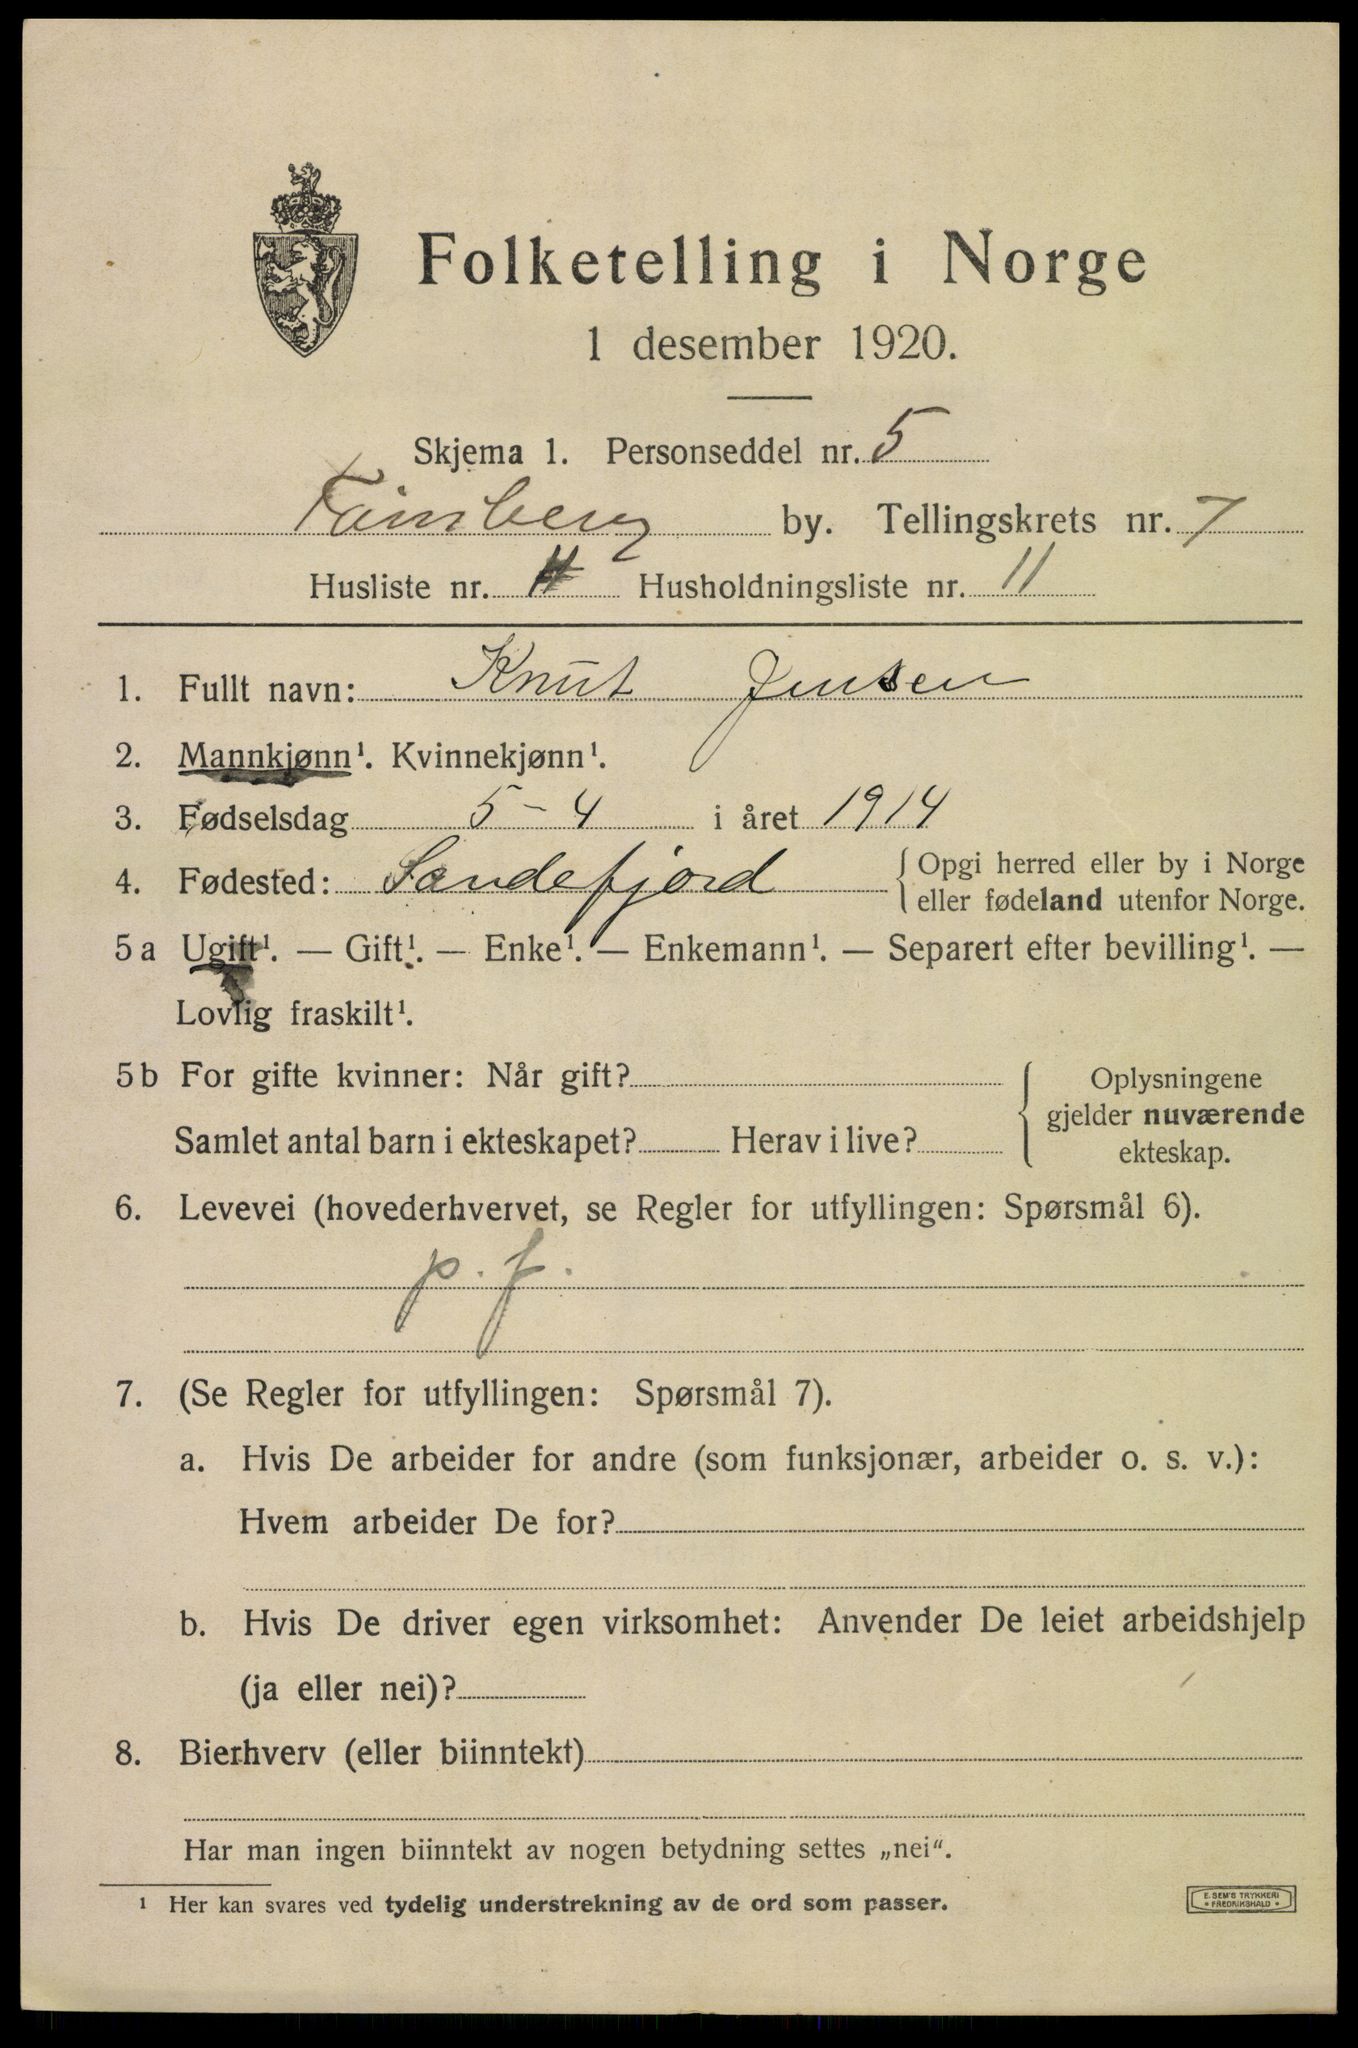 Folketelling i Norge
1 desember 1920.
Skjema 1. Personseddel nr. 5
Tønsberg by. Tellingskrets nr. 7
Husliste nr. Husholdningsliste nr. 11
1. Fullt navn: Knut Jensen
2. Mannkjønn¹. Kvinnekjønn¹.
3. Fødselsdag 5-4 i året 1914
4. Fødested: Sandefjord { Opgi herred eller by i Norge
eller fødeland utenfor Norge.
5a Ugift¹. — Gift¹. — Enke¹. — Enkemann¹. — Separert efter bevilling¹. —
Lovlig fraskilt¹.
5b For gifte kvinner: Når gift?
Samlet antal barn i ekteskapet? Herav i live?
Oplysningene
gjelder nuværende
ekteskap.
6. Levevei (hovederhvervet, se Regler for utfyllingen: Spørsmål 6).
p. f.
7. (Se Regler for utfyllingen: Spørsmål 7).
a. Hvis De arbeider for andre (som funksjonær, arbeider o. s. v.):
Hvem arbeider De for?
b. Hvis De driver egen virksomhet: Anvender De leiet arbeidshjelp
(ja eller nei)?
8. Bierhverv (eller biinntekt)
Har man ingen biinntekt av nogen betydning settes „nei“.
¹ Her kan svares ved tydelig understrekning av de ord som passer.
E. SEM'S TRYKKERI
• FREDRIKSHALD •